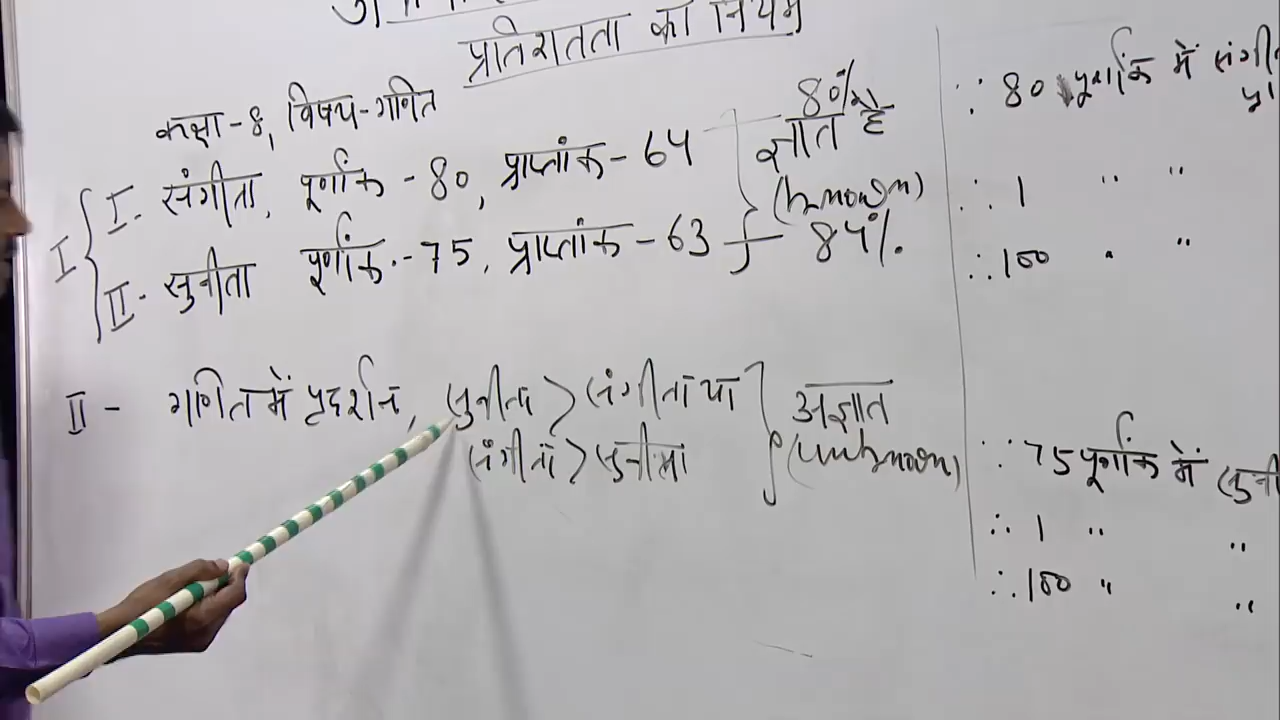 प्रतिशतता का नियम
कक्षा-8, विषय-गणित
I
I- संगीता, पूर्णांक-80, प्राप्तांक-64
80%
ज्ञात है
(known)
II- सुनीता पूर्णांक-75, प्राप्तांक-63
84%.
II- गणित में प्रदर्शन, सुनीता > संगीता या
संगीता > सुनीता
अज्ञात
(unknown)
∵ 80 पूर्णांक में संगी
∴ 1 " "
∴ 100 " "
∵ 75 पूर्णांक में सुनी
∴ 1 " "
∴ 100 " "